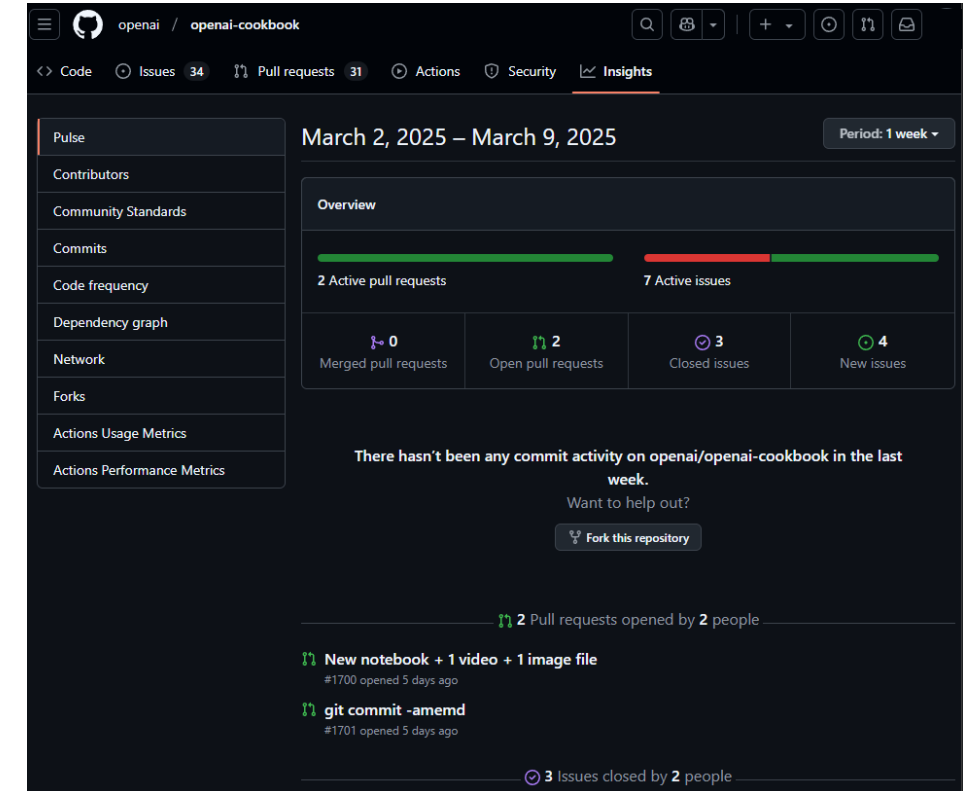 openai / openai-cookbook
Code Issues 34 Pull requests 31 Actions Security Insights
Pulse
Contributors
Community Standards
Commits
Code frequency
Dependency graph
Network
Forks
Actions Usage Metrics
Actions Performance Metrics
March 2, 2025 – March 9, 2025
Period: 1 week
Overview
2 Active pull requests
7 Active issues
0
Merged pull requests
2
Open pull requests
3
Closed issues
4
New issues
There hasn’t been any commit activity on openai/openai-cookbook in the last
week.
Want to help out?
Fork this repository
2 Pull requests opened by 2 people
New notebook + 1 video + 1 image file
#1700 opened 5 days ago
git commit -amemd
#1701 opened 5 days ago
3 Issues closed by 2 people